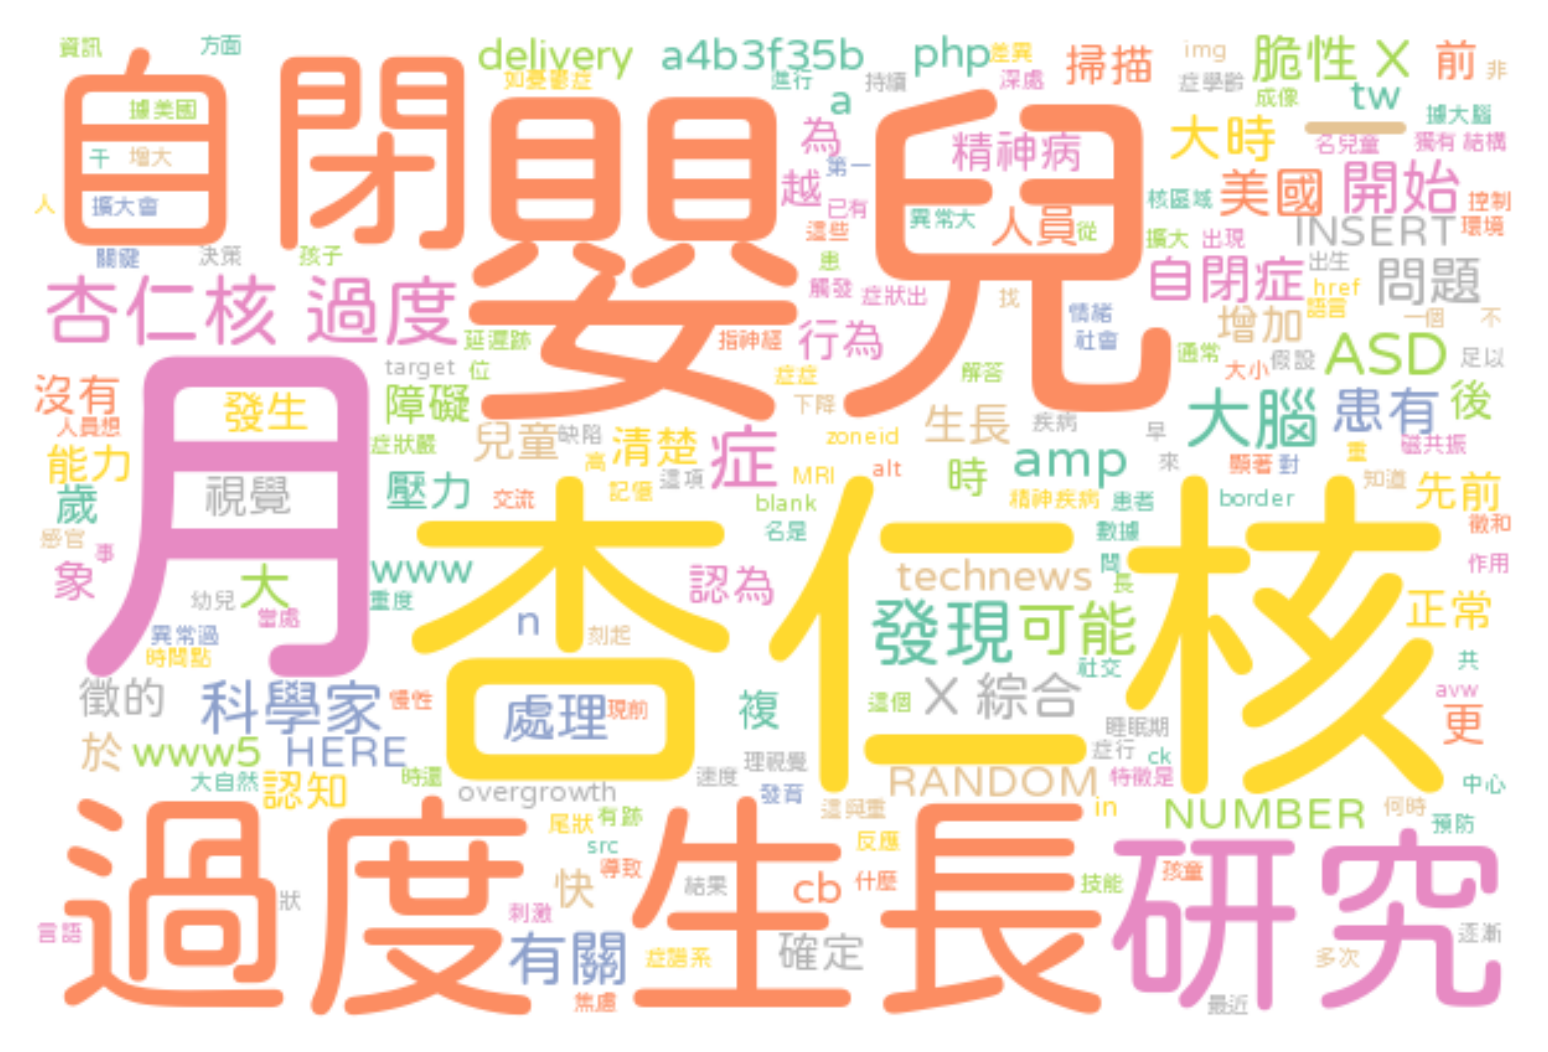 資訊
方面
delivery
a4b3f35b
php
差異
掃描
img
脆性 X
前
非
如憂鬱症
進行
持續
深處
症學齡
成像
tw
自
閉
嬰兒
據美國
a
為
精神病
大時
一
名兒童
據大腦
獨有
結構
千
增大
第一
越
已有
核區域
美國
開始
控制
人
擴大會
異常大
人員
從
這些
擴大
出現
INSERT
環境
關鍵
決策
孩子
患
自閉症
出生
問題
杏仁核
過度
觸發
症狀出
找
情緒
href
語言
增加
一個
不
延遲跡
指神經
行為
社會
通常
大小
假設
ASD
足以
月
target
位
症症
解答
沒有
發生
障礙
下降
生長
疾病
大腦
患有
後
人員想
症狀嚴
兒童
缺陷
清楚
症
zoneid
早
磁共振
能力
高
這項
MRI
alt
amp
來
顯著
對
重
知道
先前
歲
視覺
壓力
交流
記憶
blank
時
精神疾病
患者
border
感官
事
名是
數據
徵和
杏仁核
象
大
www
認為
technews
問
長
作用
幼兒
重度
當處
n
刻起
發現
可能
正常
異常過
時間點
社交
共
徵的
科學家
慢性
處理
現前
複
這個
X
綜合
avw
睡眠期
更
於
www5
HERE
理視覺
症行
ck
大自然
認知
時還
overgrowth
速度
發育
RANDOM
特徵是
中心
過度生長
尾狀
有跡
這與重
in
NUMBER
何時
預防
src
反應
研究
狀
快
導致
結果
cb
什麼
技能
孩童
言語
刺激
有關
症譜系
確定
多次
逐漸
焦慮
最近